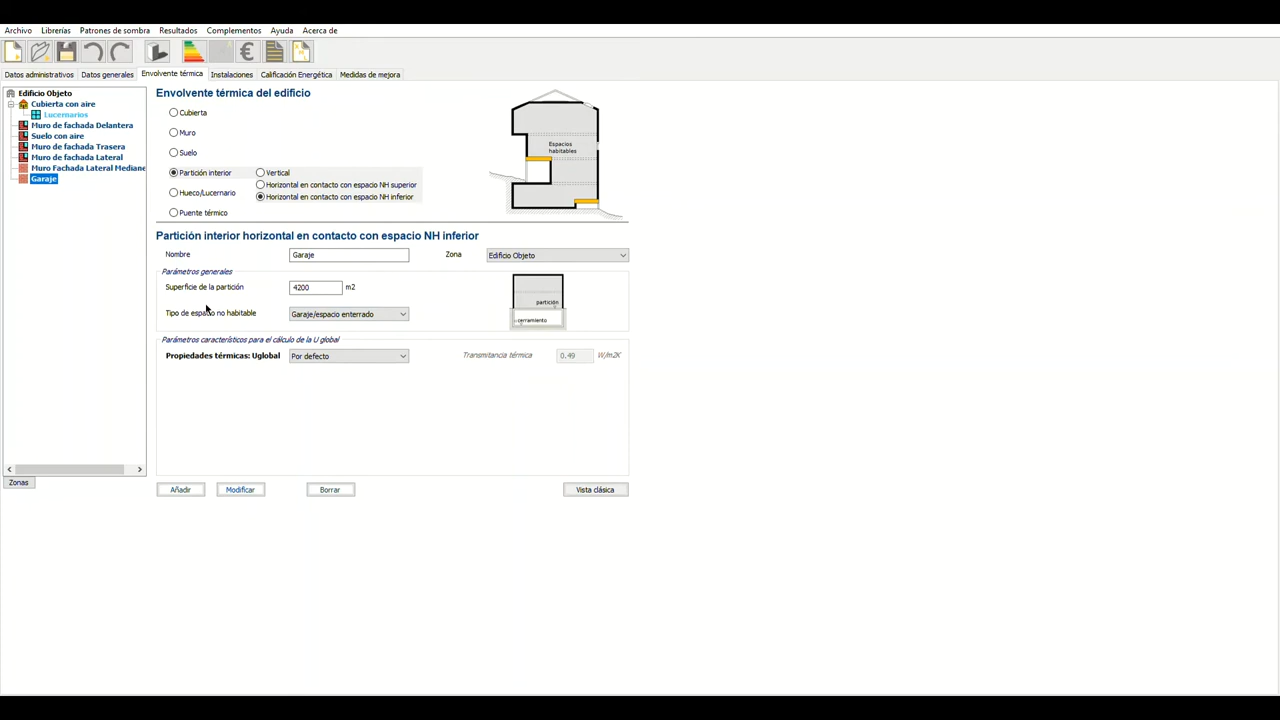 Archivo Librerías Patrones de sombra Resultados Complementos Ayuda Acerca de
Datos administrativos Datos generales Envolvente térmica Instalaciones Calificación Energética Medidas de mejora
Edificio Objeto
Cubierta con aire
Lucernarios
Muro de fachada Delantera
Suelo con aire
Muro de fachada Trasera
Muro de fachada Lateral
Muro Fachada Lateral Mediane
Garaje
Zonas
Envolvente térmica del edificio
Cubierta
Muro
Suelo
Partición interior
Vertical
Horizontal en contacto con espacio NH superior
Horizontal en contacto con espacio NH inferior
Hueco/Lucernario
Puente térmico
Espacios
habitables
Partición interior horizontal en contacto con espacio NH inferior
Nombre Garaje Zona Edificio Objeto
Parámetros generales
Superficie de la partición 4200 m2
Tipo de espacio no habitable Garaje/espacio enterrado
partición
cerramiento
Parámetros característicos para el cálculo de la U global
Propiedades térmicas: Uglobal Por defecto Transmitancia térmica 0.49 W/m2K
Añadir Modificar Borrar Vista clásica